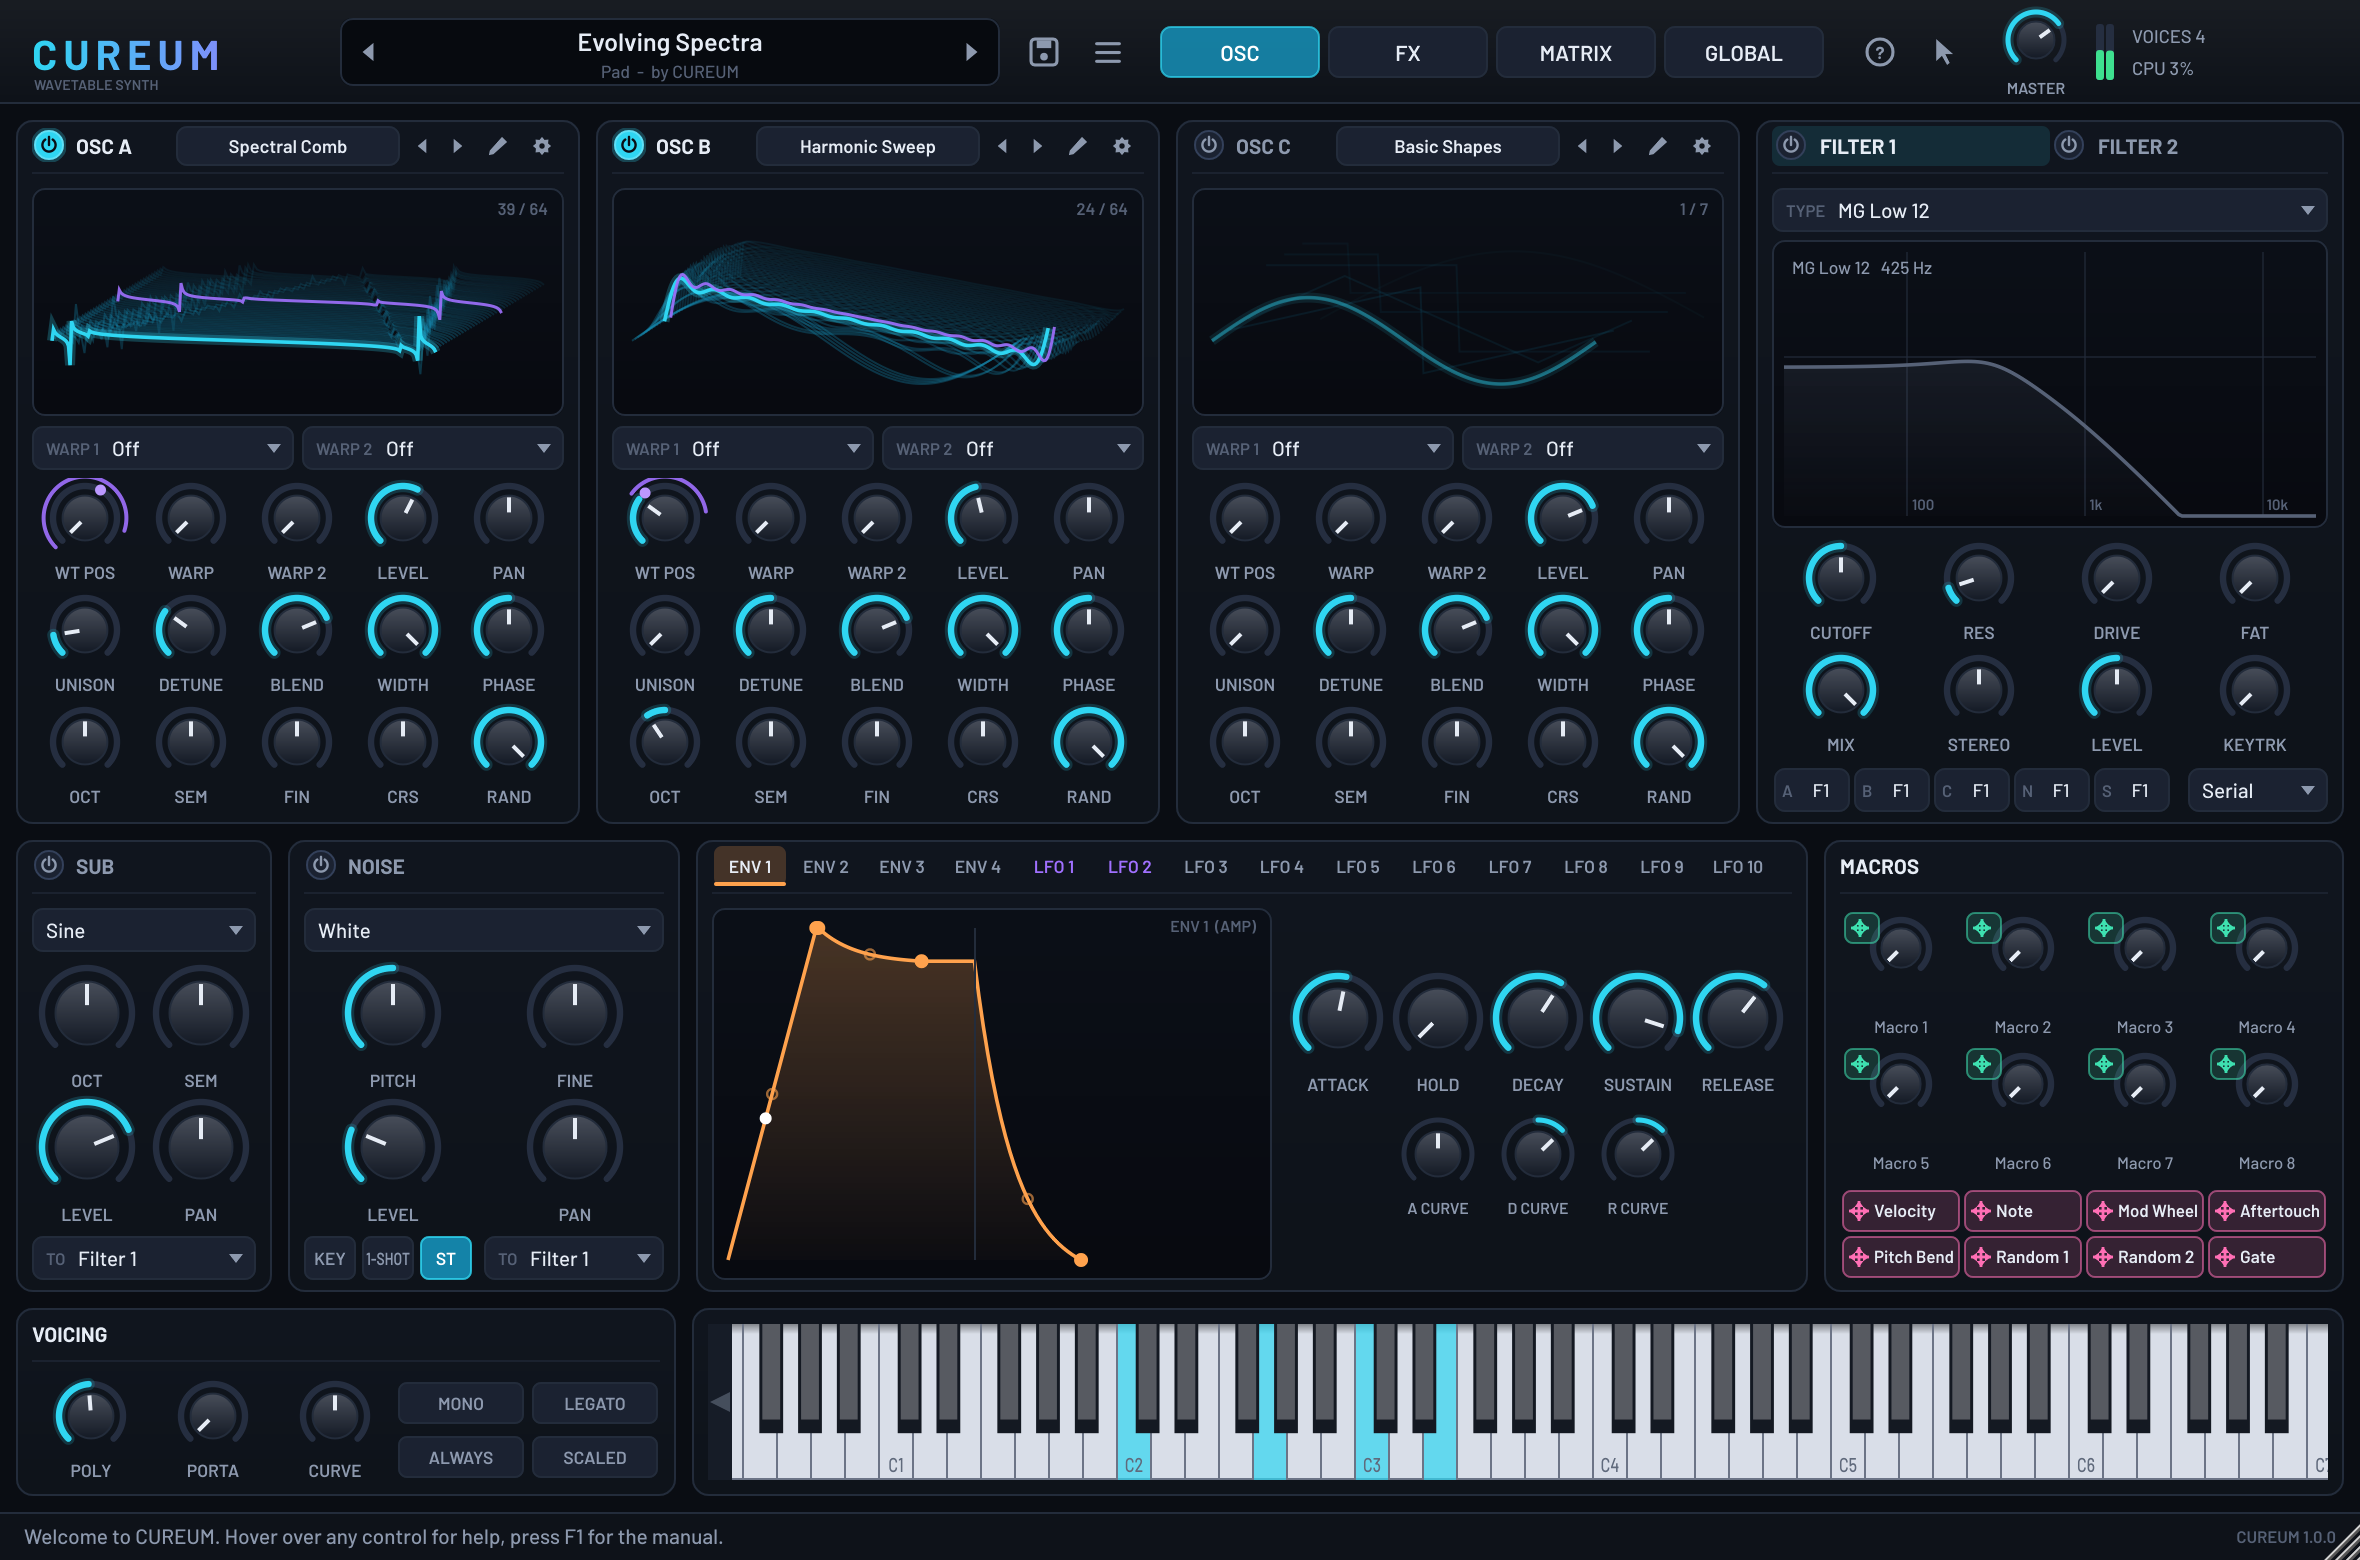 CUREUM
WAVETABLE SYNTH
Evolving Spectra
Pad - by CUREUM
OSC
FX
MATRIX
GLOBAL
?
MASTER
VOICES 4
CPU 3%
OSC A
Spectral Comb
39 / 64
WARP 1 Off
WARP 2 Off
WT POS WARP WARP 2 LEVEL PAN
UNISON DETUNE BLEND WIDTH PHASE
OCT SEM FIN CRS RAND
OSC B
Harmonic Sweep
24 / 64
WARP 1 Off
WARP 2 Off
WT POS WARP WARP 2 LEVEL PAN
UNISON DETUNE BLEND WIDTH PHASE
OCT SEM FIN CRS RAND
OSC C
Basic Shapes
1 / 7
WARP 1 Off
WARP 2 Off
WT POS WARP WARP 2 LEVEL PAN
UNISON DETUNE BLEND WIDTH PHASE
OCT SEM FIN CRS RAND
FILTER 1
FILTER 2
TYPE MG Low 12
MG Low 12 425 Hz
100 1k 10k
CUTOFF RES DRIVE FAT
MIX STEREO LEVEL KEYTRK
A F1 B F1 C F1 N F1 S F1 Serial
SUB
Sine
OCT SEM
LEVEL PAN
TO Filter 1
NOISE
White
PITCH FINE
LEVEL PAN
KEY 1-SHOT ST TO Filter 1
ENV 1 ENV 2 ENV 3 ENV 4 LFO 1 LFO 2 LFO 3 LFO 4 LFO 5 LFO 6 LFO 7 LFO 8 LFO 9 LFO 10
ENV 1 (AMP)
ATTACK HOLD DECAY SUSTAIN RELEASE
A CURVE D CURVE R CURVE
MACROS
Macro 1 Macro 2 Macro 3 Macro 4
Macro 5 Macro 6 Macro 7 Macro 8
Velocity Note Mod Wheel Aftertouch
Pitch Bend Random 1 Random 2 Gate
VOICING
POLY PORTA CURVE
MONO LEGATO
ALWAYS SCALED
C1 C2 C3 C4 C5 C6 C7
Welcome to CUREUM. Hover over any control for help, press F1 for the manual.
CUREUM 1.0.0